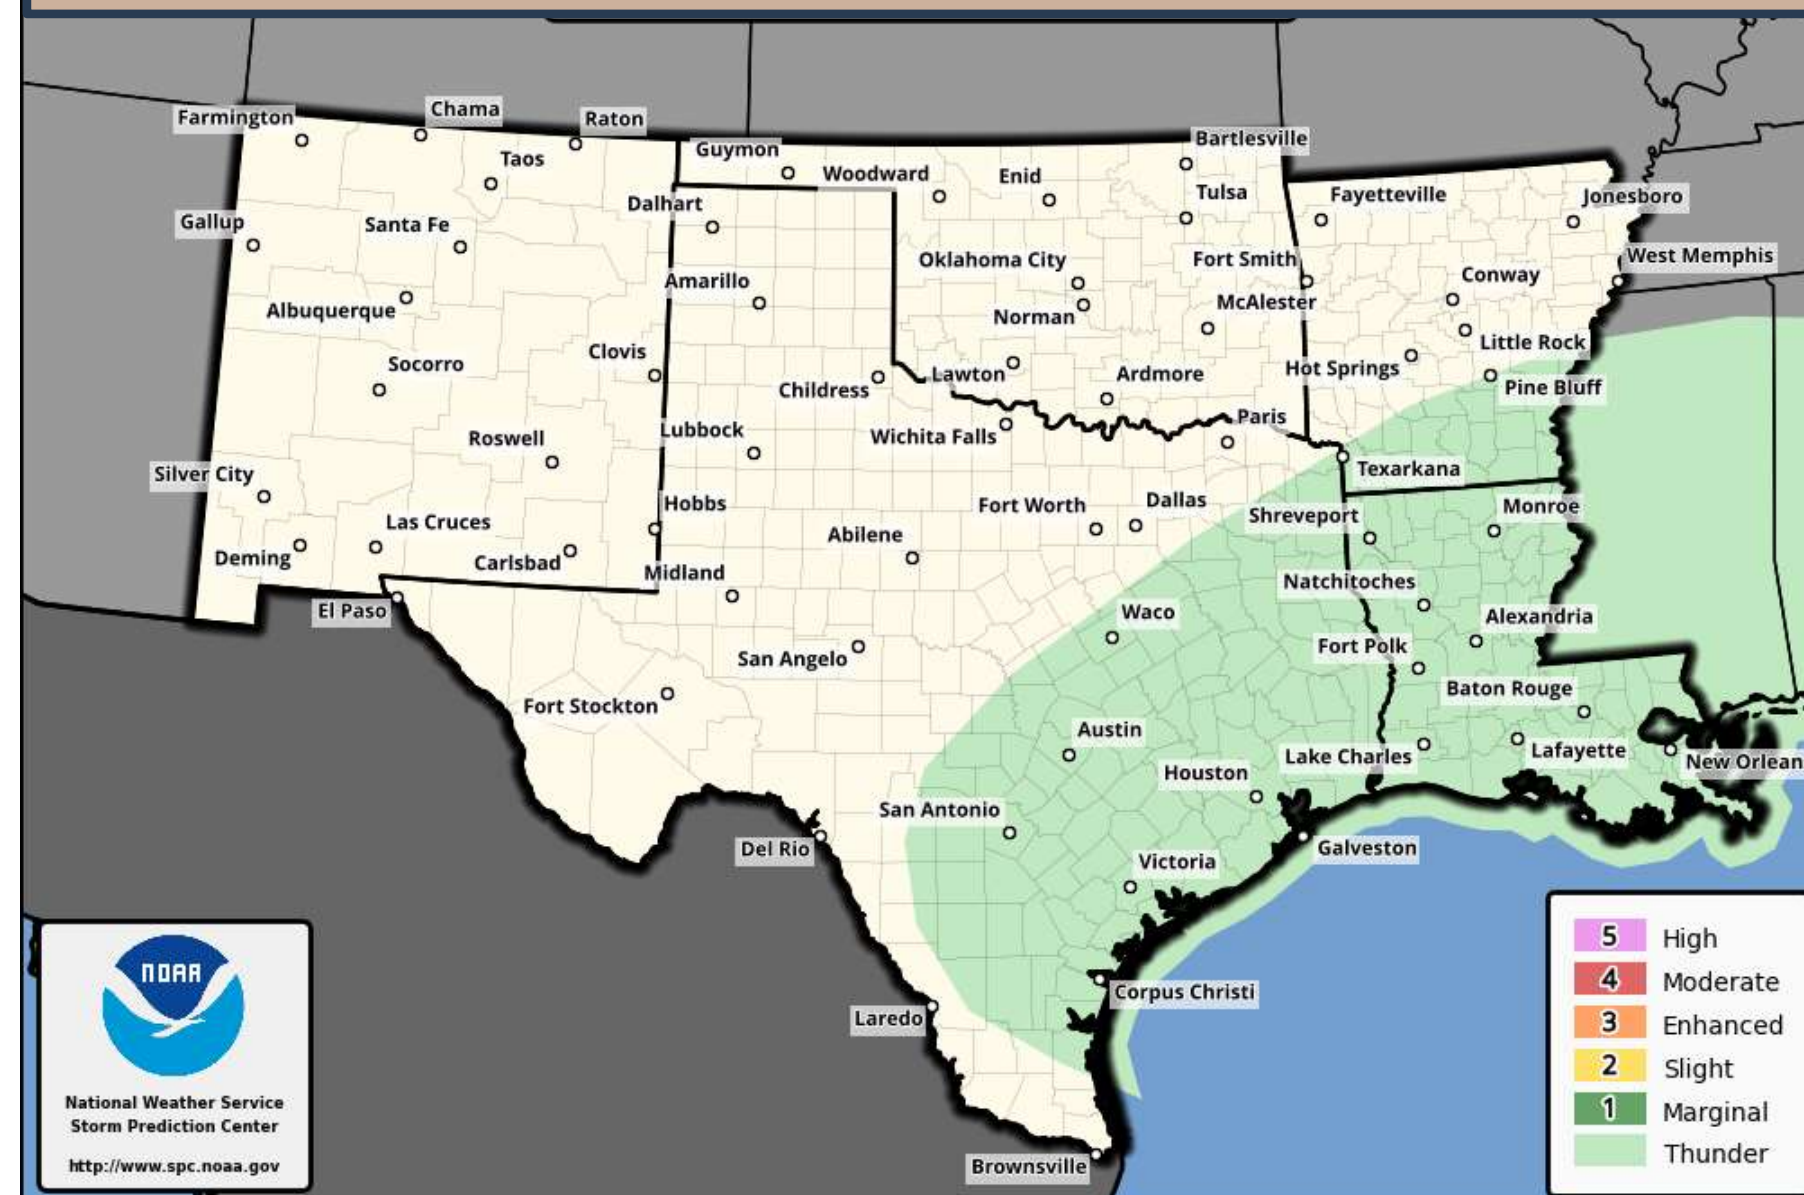 Farmington
Chama
Raton
Taos
Guymon
Woodward
Enid
Bartlesville
Tulsa
Fayetteville
Jonesboro
Gallup
Santa Fe
Dalhart
Oklahoma City
Fort Smith
West Memphis
Conway
Albuquerque
Amarillo
Norman
McAlester
Little Rock
Socorro
Clovis
Childress
Lawton
Ardmore
Hot Springs
Pine Bluff
Roswell
Lubbock
Wichita Falls
Paris
Texarkana
Silver City
Las Cruces
Hobbs
Abilene
Fort Worth
Dallas
Shreveport
Monroe
Deming
Carlsbad
Midland
Natchitoches
El Paso
San Angelo
Waco
Fort Polk
Alexandria
Fort Stockton
Baton Rouge
Austin
Houston
Lake Charles
Lafayette
New Orlean
San Antonio
Del Rio
Victoria
Galveston
Laredo
Corpus Christi
Brownsville
NOAA
National Weather Service
Storm Prediction Center
http://www.spc.noaa.gov
5 High
4 Moderate
3 Enhanced
2 Slight
1 Marginal
Thunder